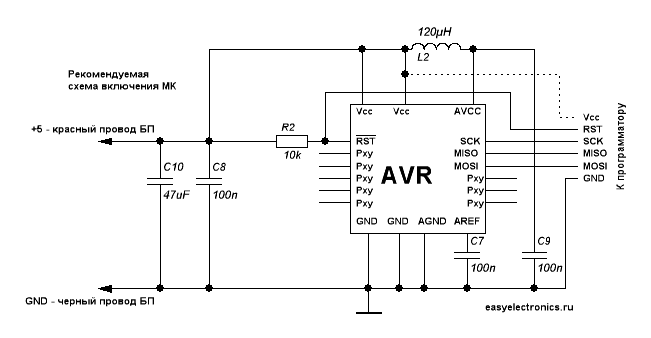 120µH
L2
Рекомендуемая
схема включения МК
Vcc
Vcc
AVCC
Vcc
+5 - красный провод БП
R2
10k
RST
SCK
RST
SCK
Pxy
MISO
MISO
C10
C8
Pxy
AVR
MOSI
MOSI
Pxy
Pxy
GND
47uF
100n
Pxy
Pxy
Pxy
Pxy
К программатору
GND
GND
AGND
AREF
C7
C9
100n
100n
GND - черный провод БП
easyelectronics.ru